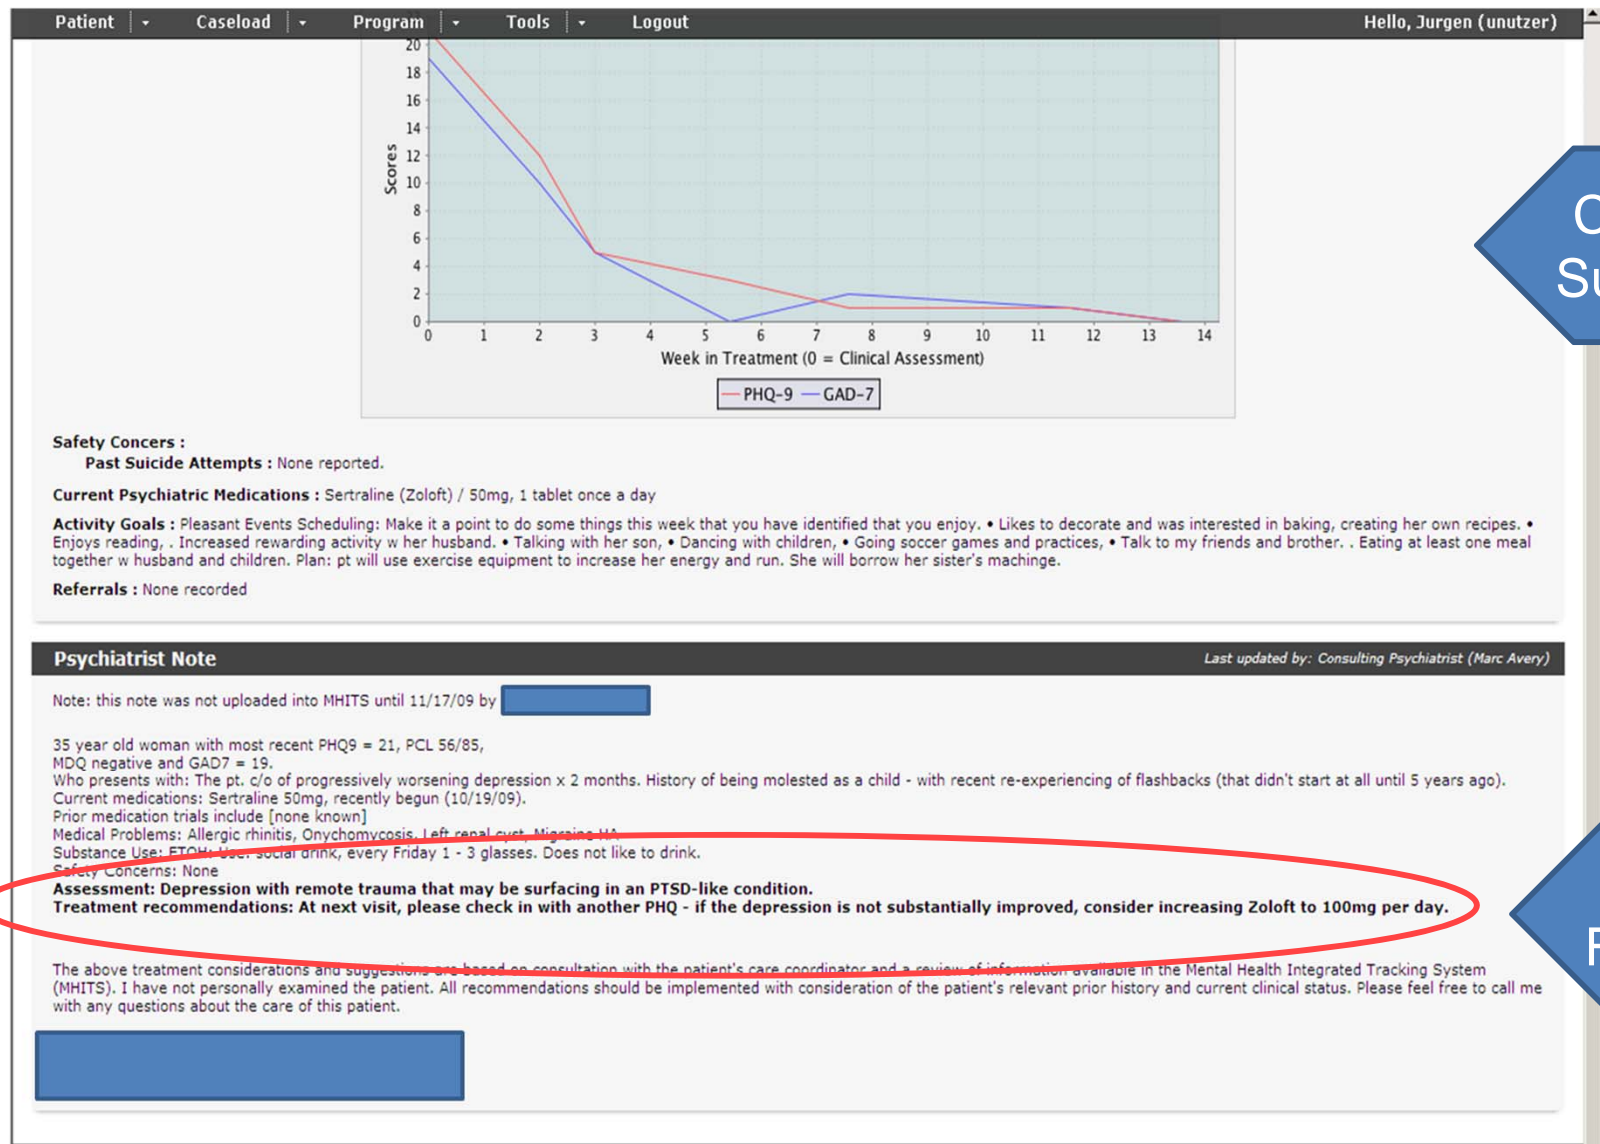 Patient Caseload Program Tools Logout Hello, Jurgen (unutzer)
20
18
16
14
12
10
8
6
4
2
0
Scores
0 1 2 3 4 5 6 7 8 9 10 11 12 13 14
Week in Treatment (0 = Clinical Assessment)
PHQ-9 GAD-7
C
Su
Safety Concers :
Past Suicide Attempts : None reported.
Current Psychiatric Medications : Sertraline (Zoloft) / 50mg, 1 tablet once a day
Activity Goals : Pleasant Events Scheduling: Make it a point to do some things this week that you have identified that you enjoy. • Likes to decorate and was interested in baking, creating her own recipes. •
Enjoys reading, . Increased rewarding activity w her husband. • Talking with her son, • Dancing with children, • Going soccer games and practices, • Talk to my friends and brother. . Eating at least one meal
together w husband and children. Plan: pt will use exercise equipment to increase her energy and run. She will borrow her sister's machinge.
Referrals : None recorded
Psychiatrist Note Last updated by: Consulting Psychiatrist (Marc Avery)
Note: this note was not uploaded into MHITS until 11/17/09 by
35 year old woman with most recent PHQ9 = 21, PCL 56/85,
MDQ negative and GAD7 = 19.
Who presents with: The pt. c/o of progressively worsening depression x 2 months. History of being molested as a child - with recent re-experiencing of flashbacks (that didn't start at all until 5 years ago).
Current medications: Sertraline 50mg, recently begun (10/19/09).
Prior medication trials include [none known]
Medical Problems: Allergic rhinitis, Onychomycosis, Left renal cyst, Migraine HA
Substance Use: ETOH: Use: social drink, every Friday 1 - 3 glasses. Does not like to drink.
Safety Concerns: None
Assessment: Depression with remote trauma that may be surfacing in an PTSD-like condition.
Treatment recommendations: At next visit, please check in with another PHQ - if the depression is not substantially improved, consider increasing Zoloft to 100mg per day.
F
The above treatment considerations and suggestions are based on consultation with the patient's care coordinator and a review of information available in the Mental Health Integrated Tracking System
(MHITS). I have not personally examined the patient. All recommendations should be implemented with consideration of the patient's relevant prior history and current clinical status. Please feel free to call me
with any questions about the care of this patient.